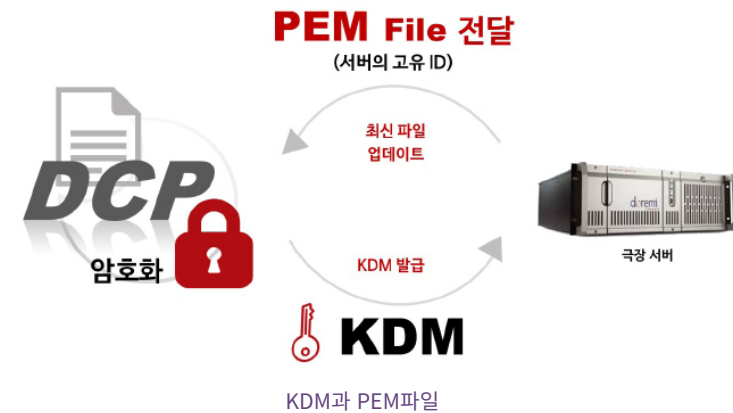 PEM File 전달
(서버의 고유 ID)
최신 파일
업데이트
DCP
암호화
doremi
극장 서버
KDM 발급
KDM
KDM과 PEM파일